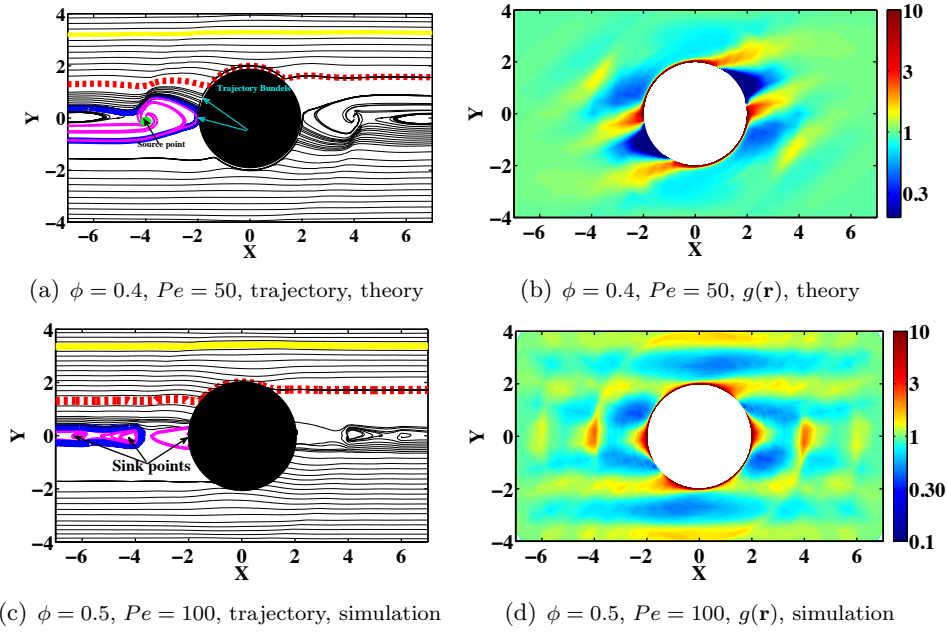 4
2
0
−2
−4
Y
Trajectory Bundels
Source point
−6 −4 −2 0 2 4 6
X
(a) ϕ = 0.4, Pe = 50, trajectory, theory
4
2
0
−2
−4
Y
−6 −4 −2 0 2 4 6
X
10
3
1
0.3
(b) ϕ = 0.4, Pe = 50, g(r), theory
4
2
0
−2
−4
Y
Sink points
−6 −4 −2 0 2 4 6
X
(c) ϕ = 0.5, Pe = 100, trajectory, simulation
4
2
0
−2
−4
Y
−6 −4 −2 0 2 4 6
X
10
3
1
0.30
0.1
(d) ϕ = 0.5, Pe = 100, g(r), simulation